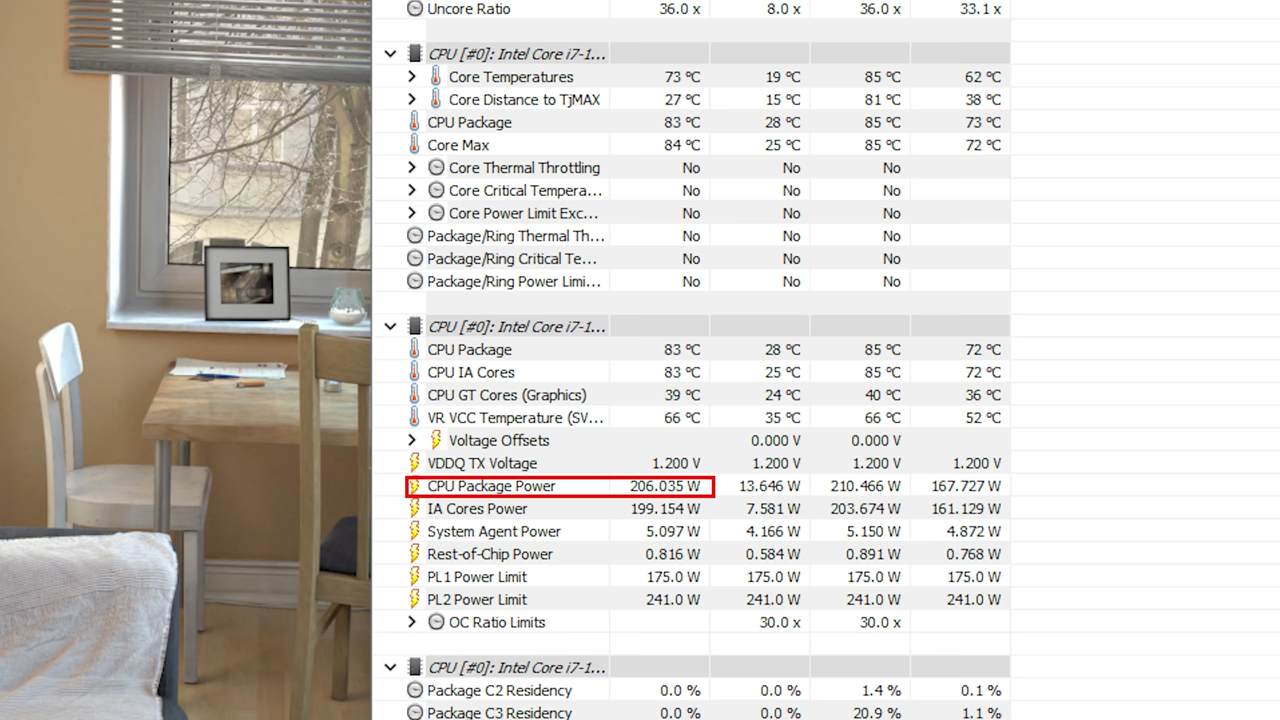 Uncore Ratio 36.0 x 8.0 x 36.0 x 33.1 x
CPU [#0]: Intel Core i7-1...
Core Temperatures 73 °C 19 °C 85 °C 62 °C
Core Distance to TjMAX 27 °C 15 °C 81 °C 38 °C
CPU Package 83 °C 28 °C 85 °C 73 °C
Core Max 84 °C 25 °C 85 °C 72 °C
Core Thermal Throttling No No No
Core Critical Tempera... No No No
Core Power Limit Exc... No No No
Package/Ring Thermal Th... No No No
Package/Ring Critical Te... No No No
Package/Ring Power Limi... No No No
CPU [#0]: Intel Core i7-1...
CPU Package 83 °C 28 °C 85 °C 72 °C
CPU IA Cores 83 °C 25 °C 85 °C 72 °C
CPU GT Cores (Graphics) 39 °C 24 °C 40 °C 36 °C
VR VCC Temperature (SV... 66 °C 35 °C 66 °C 52 °C
Voltage Offsets 0.000 V 0.000 V
VDDQ TX Voltage 1.200 V 1.200 V 1.200 V 1.200 V
CPU Package Power 206.035 W 13.646 W 210.466 W 167.727 W
IA Cores Power 199.154 W 7.581 W 203.674 W 161.129 W
System Agent Power 5.097 W 4.166 W 5.150 W 4.872 W
Rest-of-Chip Power 0.816 W 0.584 W 0.891 W 0.768 W
PL1 Power Limit 175.0 W 175.0 W 175.0 W 175.0 W
PL2 Power Limit 241.0 W 241.0 W 241.0 W 241.0 W
OC Ratio Limits 30.0 x 30.0 x
CPU [#0]: Intel Core i7-1...
Package C2 Residency 0.0 % 0.0 % 1.4 % 0.1 %
Package C3 Residency 0.0 % 0.0 % 20.9 % 1.1 %